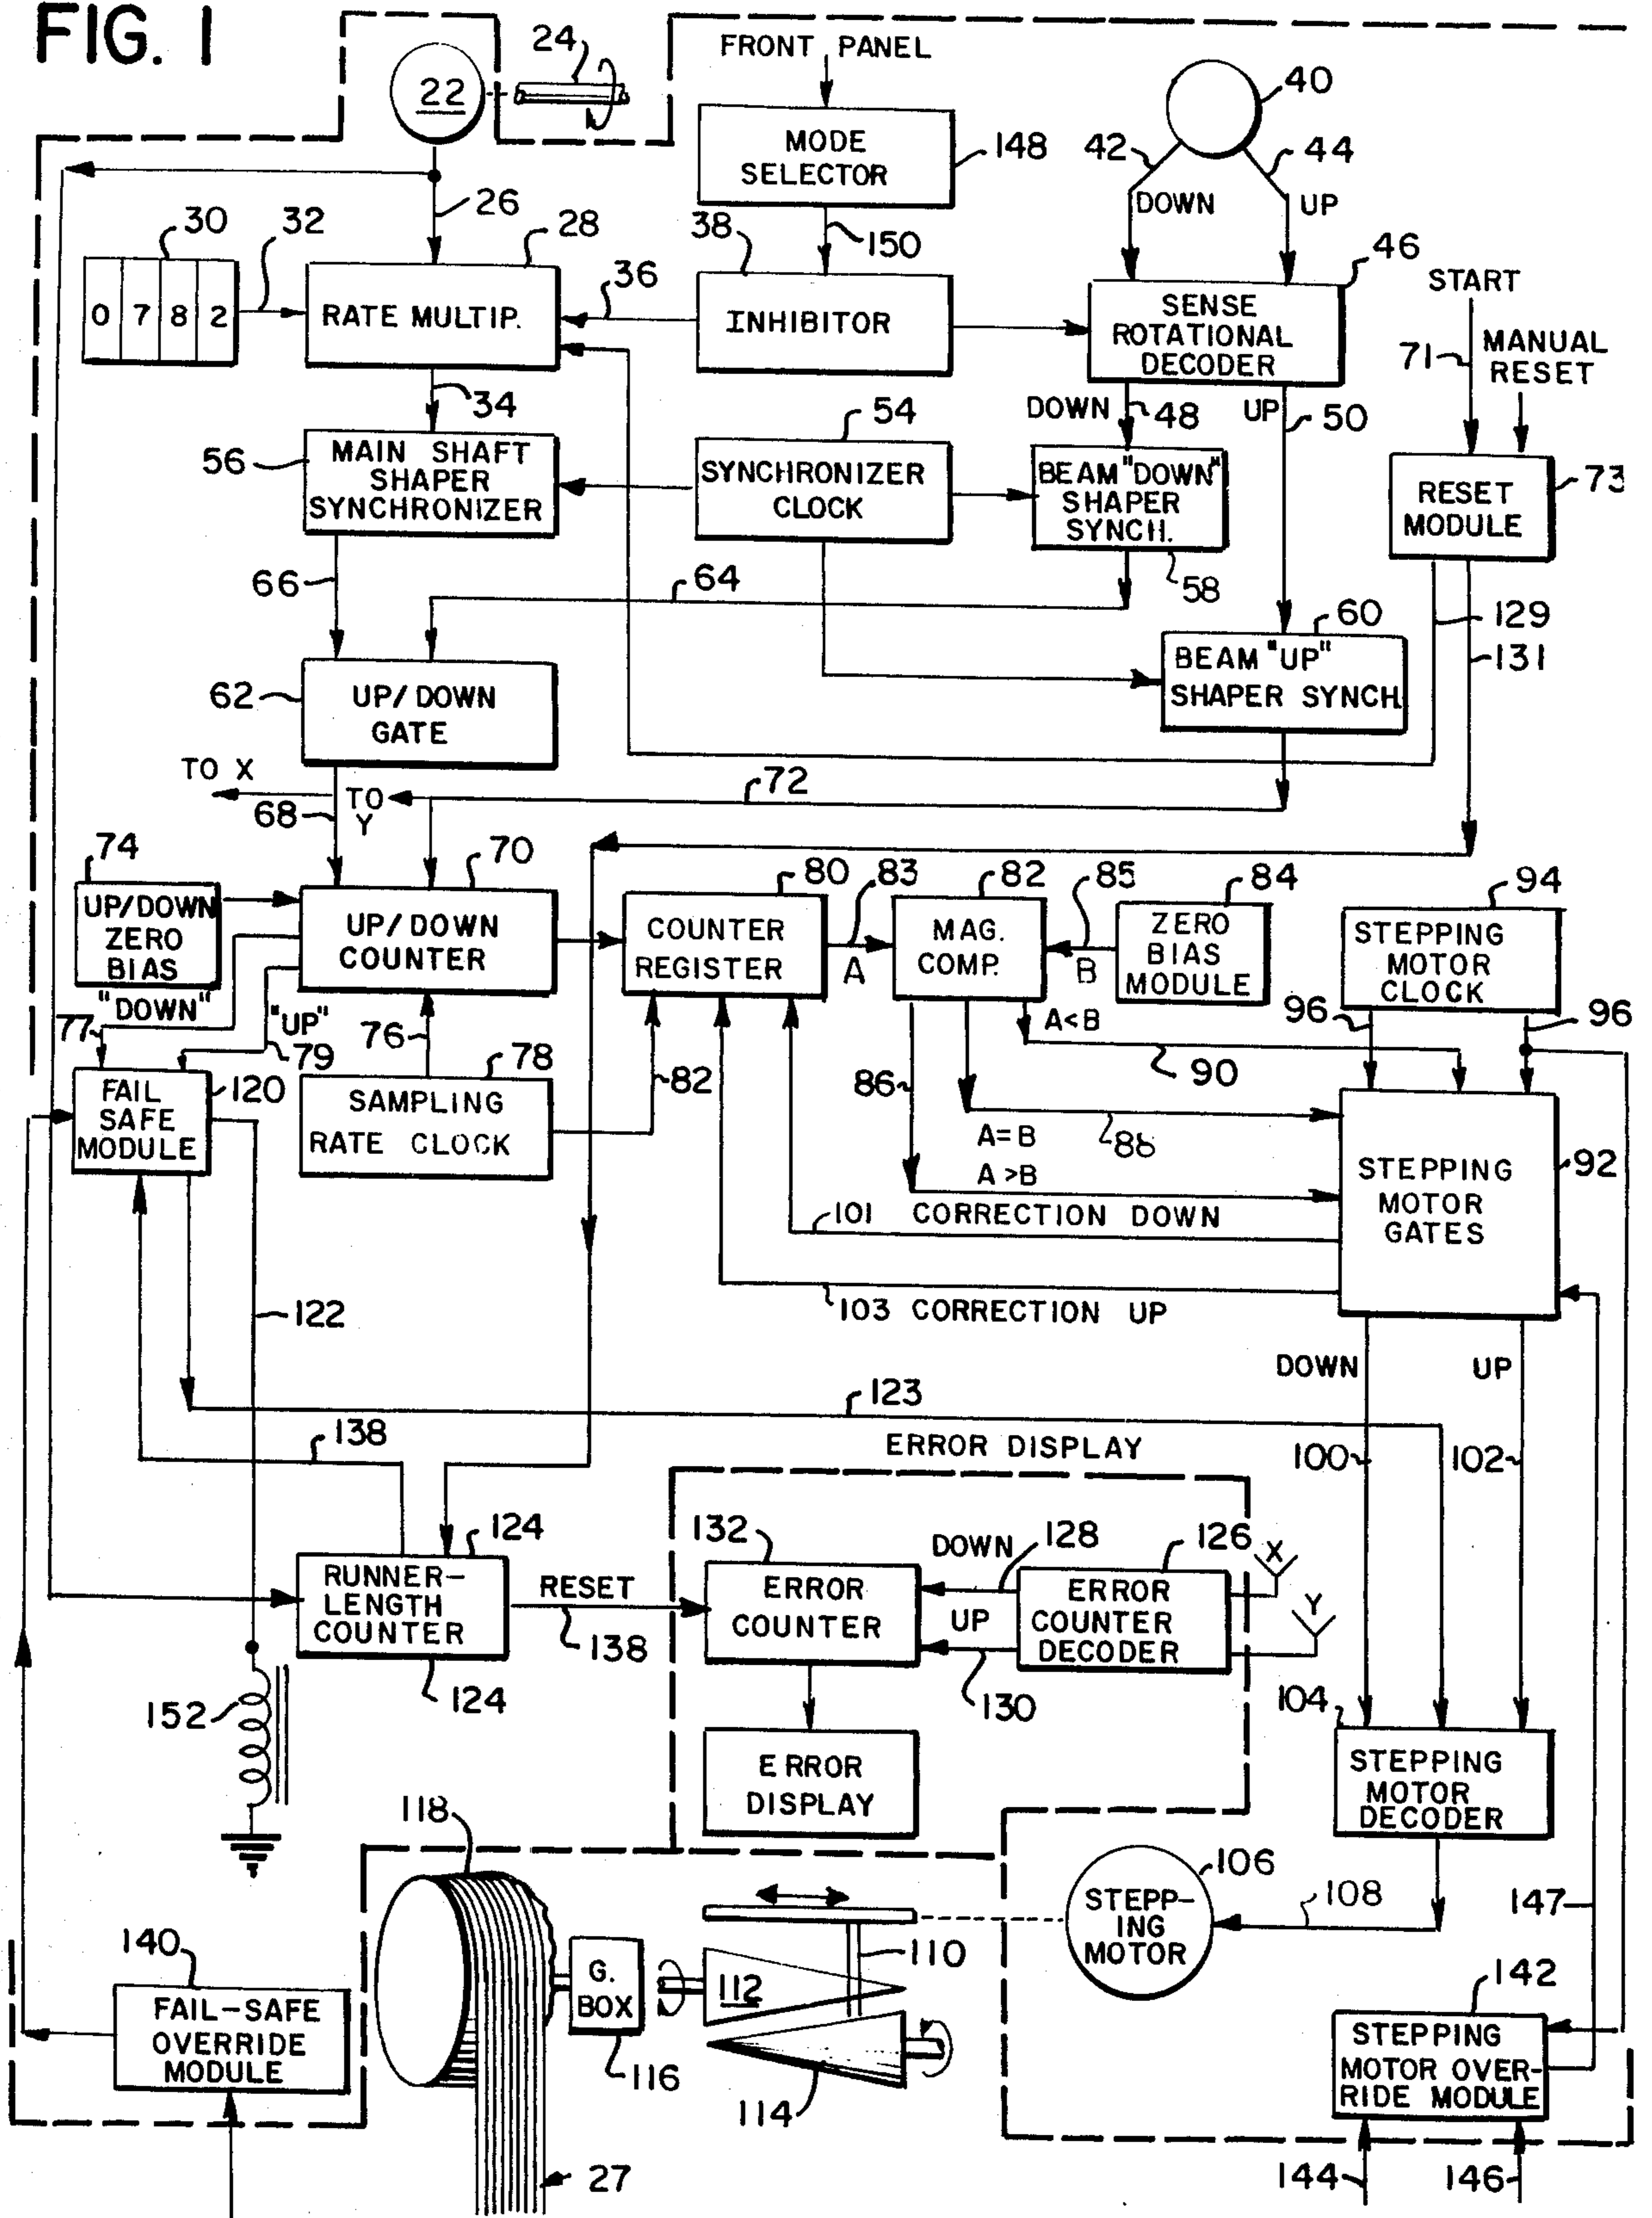 FIG. 1
24
FRONT PANEL
22
40
MODE
SELECTOR
148
42
44
DOWN
UP
26
30
32
28
38
150
46
36
START
0 7 8 2
RATE MULTIP.
INHIBITOR
SENSE
ROTATIONAL
DECODER
71
MANUAL
RESET
34
54
DOWN
48
UP
50
56
MAIN SHAFT
SHAPER
SYNCHRONIZER
SYNCHRONIZER
CLOCK
BEAM "DOWN"
SHAPER
SYNCH.
RESET
MODULE
73
66
64
58
60
129
131
62
UP/DOWN
GATE
BEAM "UP"
SHAPER SYNCH
TO X
68
TO
Y
72
74
70
80
83
82
85
84
94
UP/DOWN
ZERO
BIAS
UP/DOWN
COUNTER
COUNTER
REGISTER
A
MAG.
COMP.
B
ZERO
BIAS
MODULE
STEPPING
MOTOR
CLOCK
"DOWN"
77
"UP"
79
76
78
82
A<B
90
96
96
FAIL
SAFE
MODULE
120
SAMPLING
RATE CLOCK
86
A=B
88
A>B
STEPPING
MOTOR
GATES
92
101 CORRECTION DOWN
103 CORRECTION UP
122
DOWN
UP
123
138
ERROR DISPLAY
100
102
124
132
DOWN
128
126
X
RUNNER-
LENGTH
COUNTER
RESET
138
ERROR
COUNTER
UP
ERROR
COUNTER
DECODER
Y
124
130
104
152
ERROR
DISPLAY
STEPPING
MOTOR
DECODER
118
106
STEPP-
ING
MOTOR
108
147
140
110
FAIL-SAFE
OVERRIDE
MODULE
G.
BOX
112
142
STEPPING
MOTOR OVER-
RIDE MODULE
116
114
27
144
146